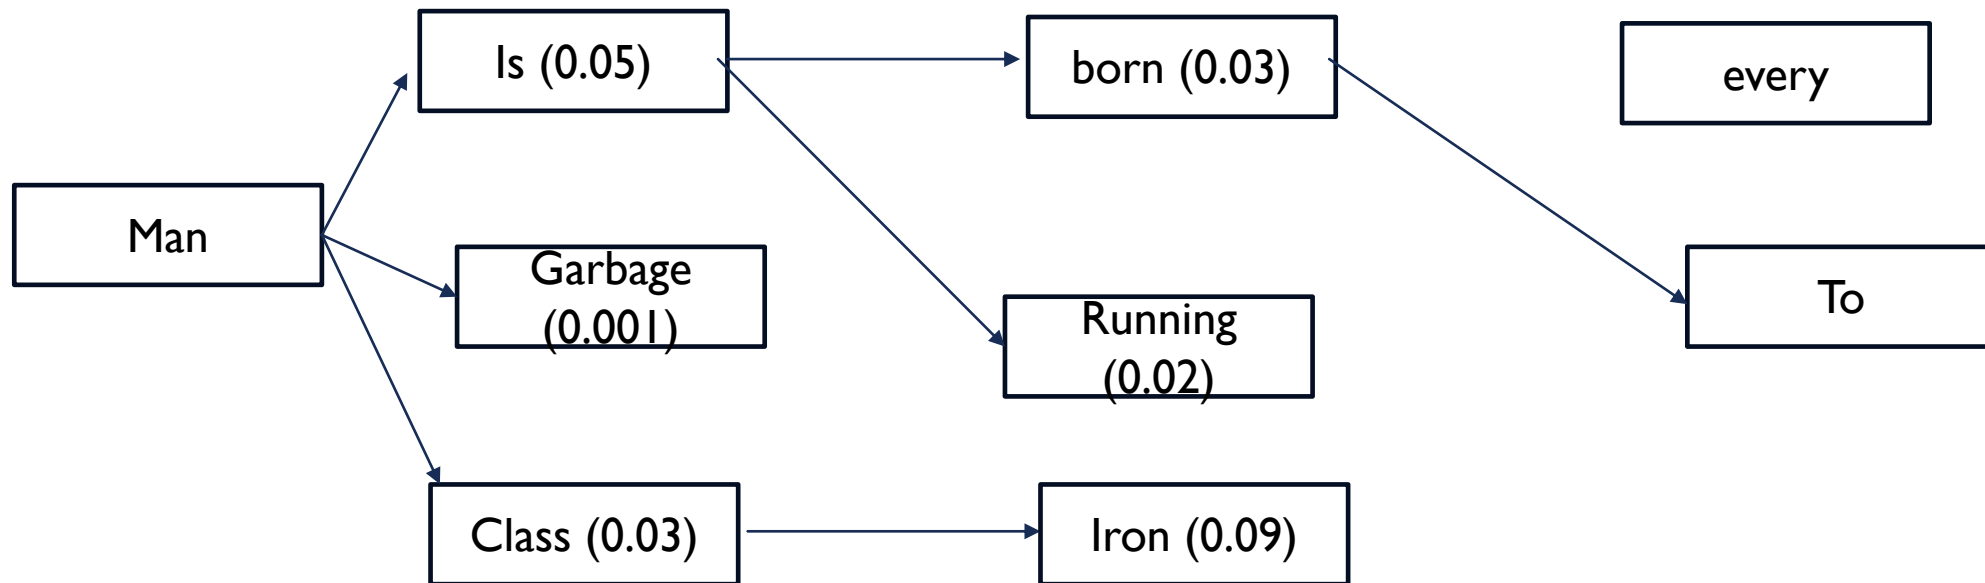 Is (0.05)
born (0.03)
every
Man
Garbage
(0.001)
Running
(0.02)
To
Class (0.03)
Iron (0.09)